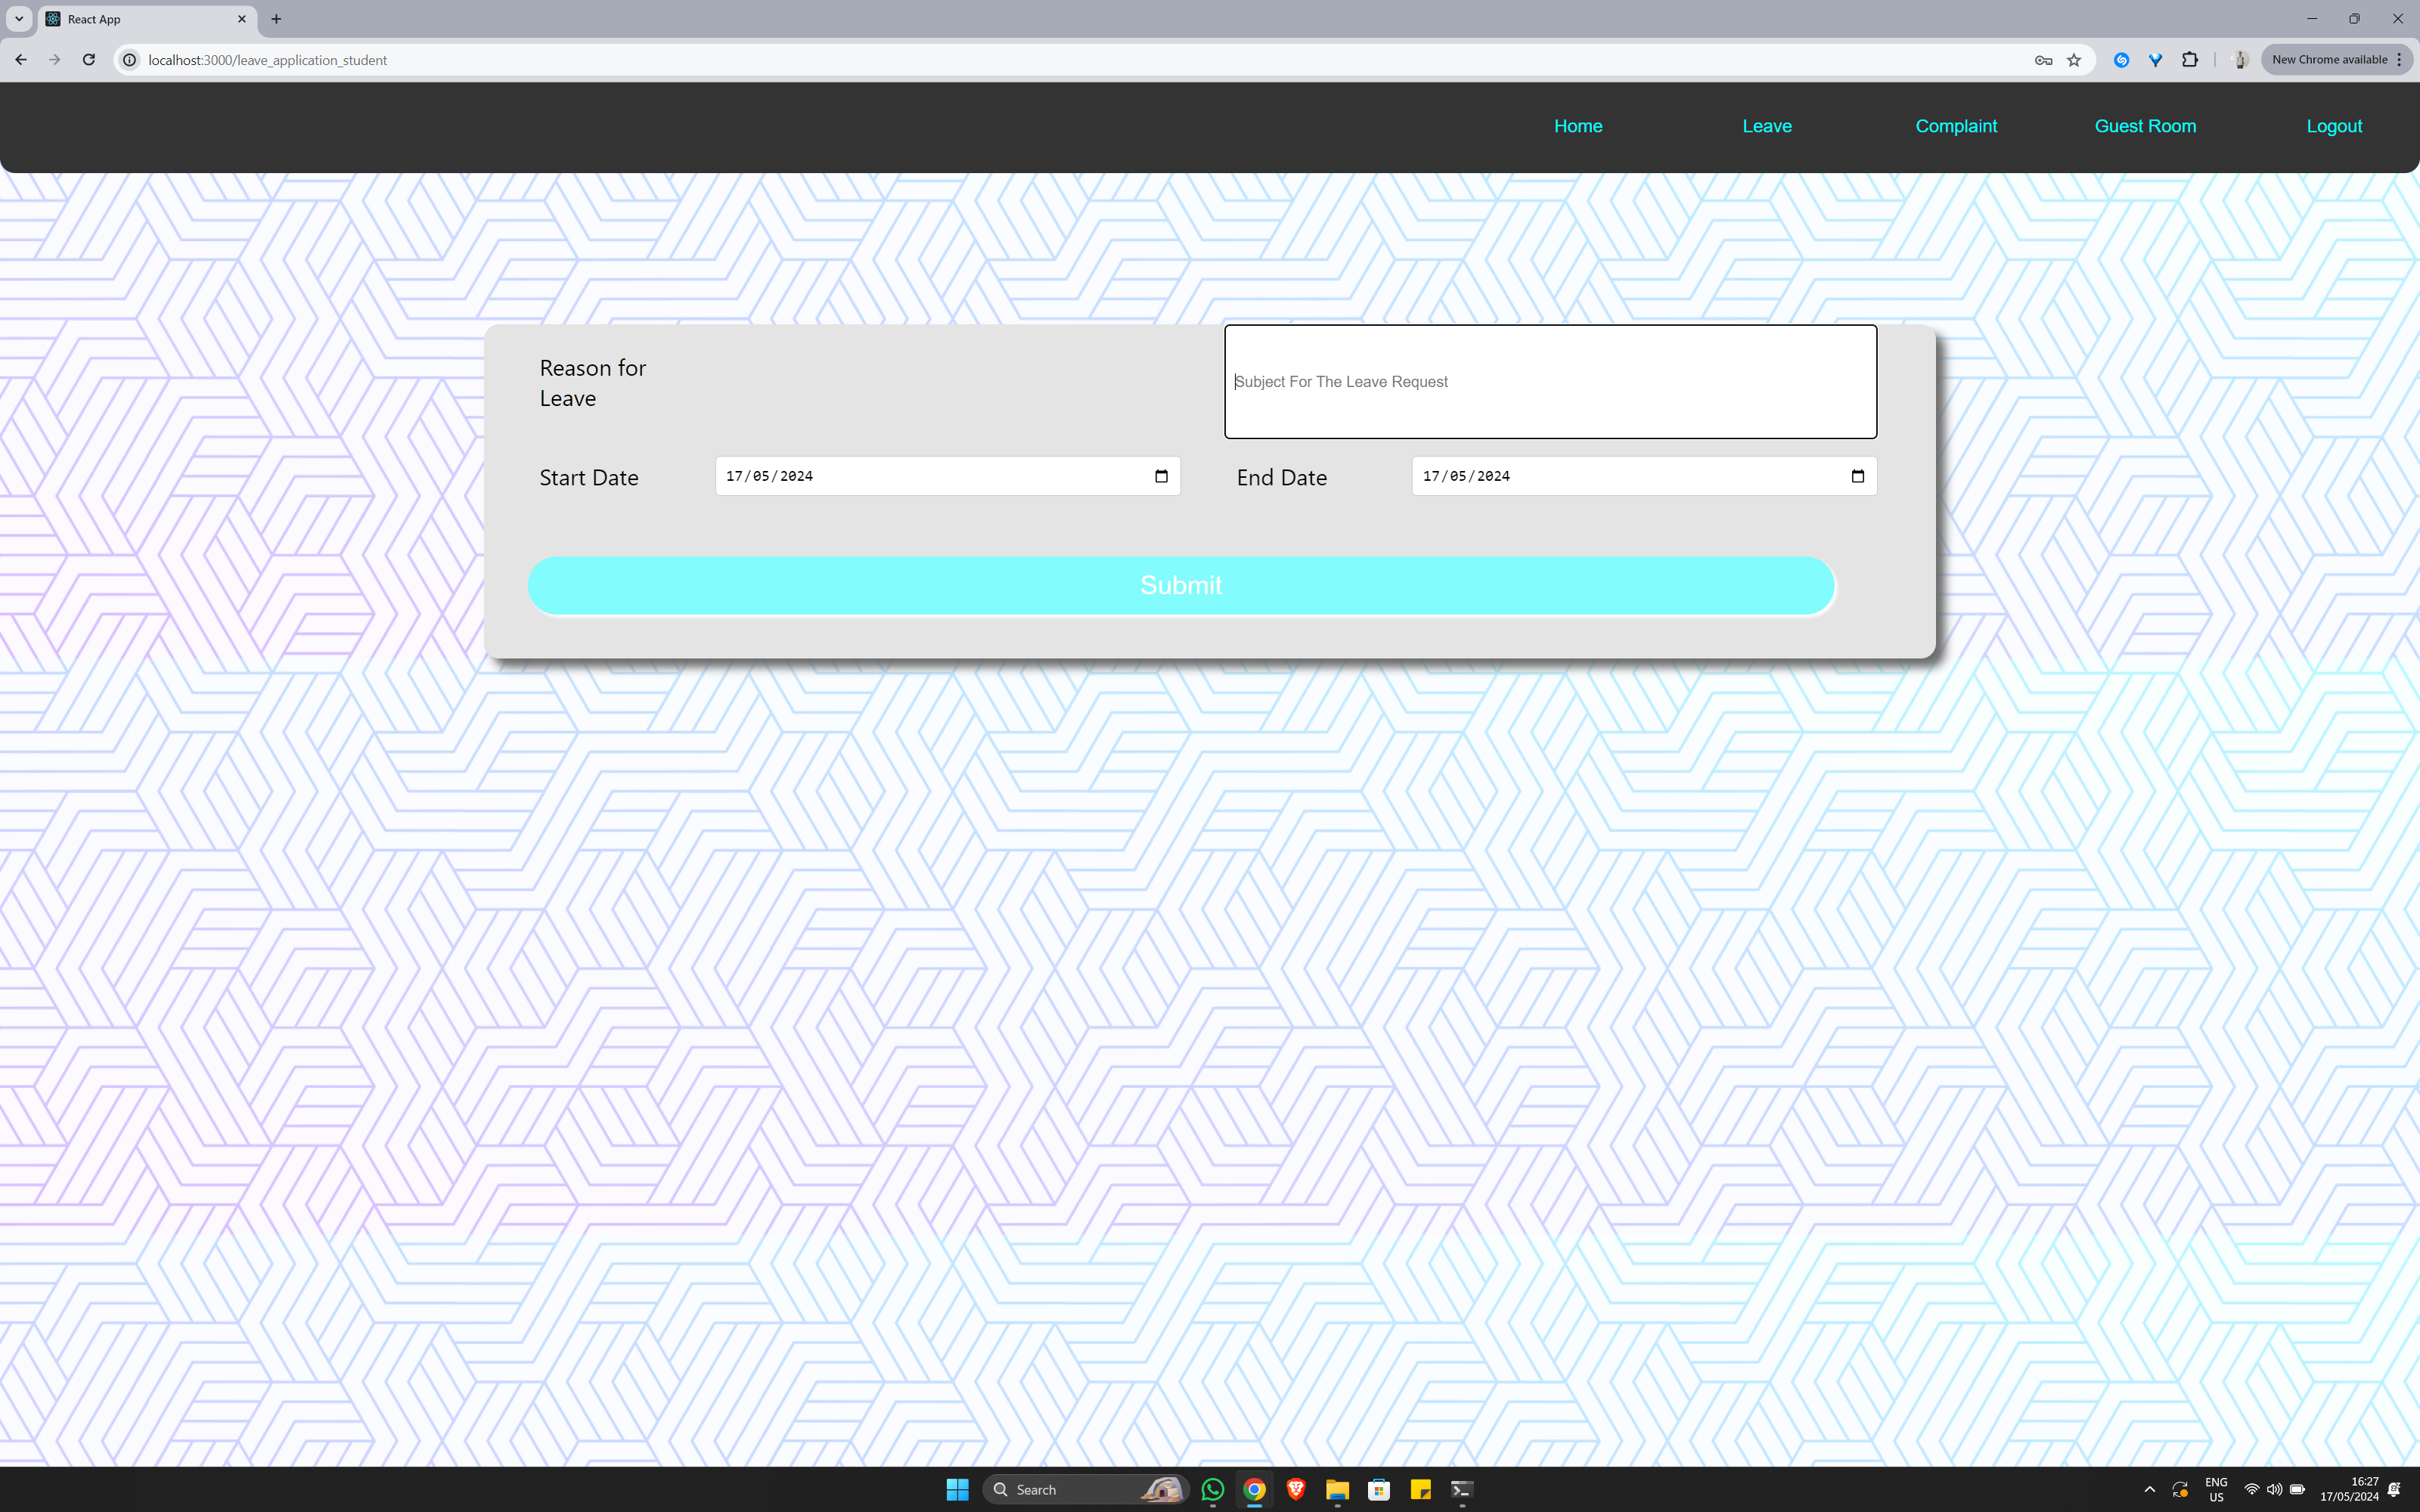 React App
localhost:3000/leave_application_student
New Chrome available
Home
Leave
Complaint
Guest Room
Logout
Reason for
Leave
Subject For The Leave Request
Start Date
17/05/2024
End Date
17/05/2024
Submit
Search
ENG
US
16:27
17/05/2024